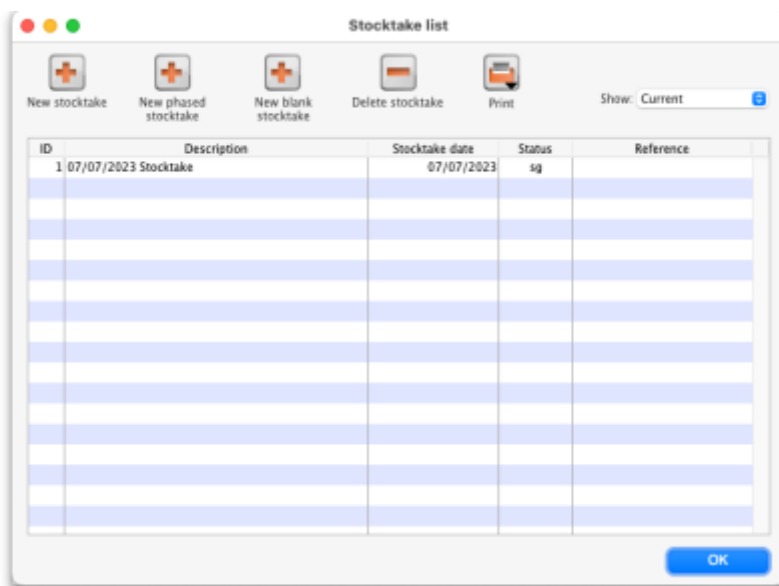 Stocktake list
New stocktake
New phased
stocktake
New blank
stocktake
Delete stocktake
Print
Show: Current
ID Description Stocktake date Status Reference
1 07/07/2023 Stocktake 07/07/2023 sg
OK